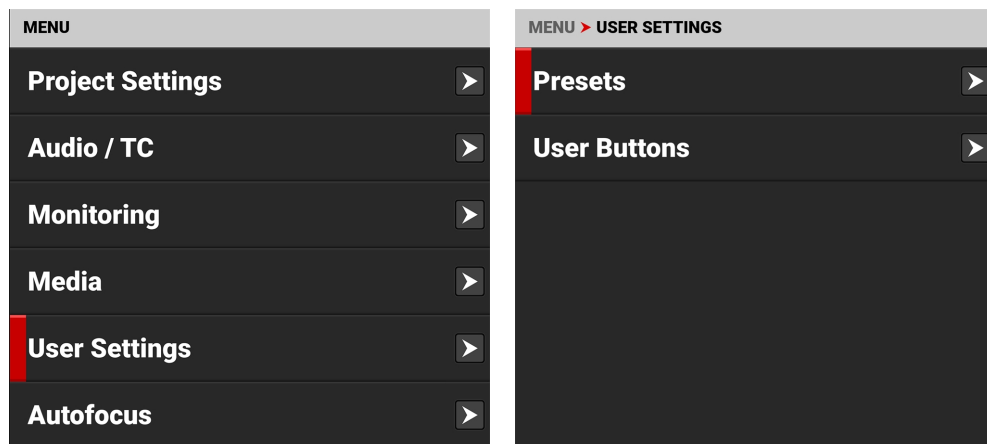 MENU
Project Settings
Audio / TC
Monitoring
Media
User Settings
Autofocus
MENU ➤ USER SETTINGS
Presets
User Buttons